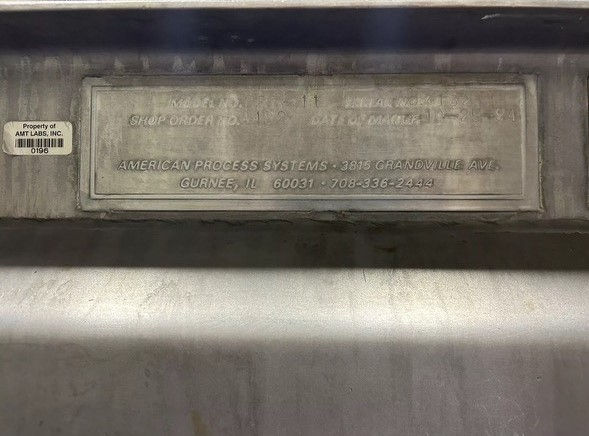 Property of
AMT LABS, INC.
0196
MODEL NO.
SERIAL NO.
SHOP ORDER NO.
DATE OF MANUF.
AMERICAN PROCESS SYSTEMS · 3815 GRANDVILLE AVE.
GURNEE, IL 60031 · 708-336-2444